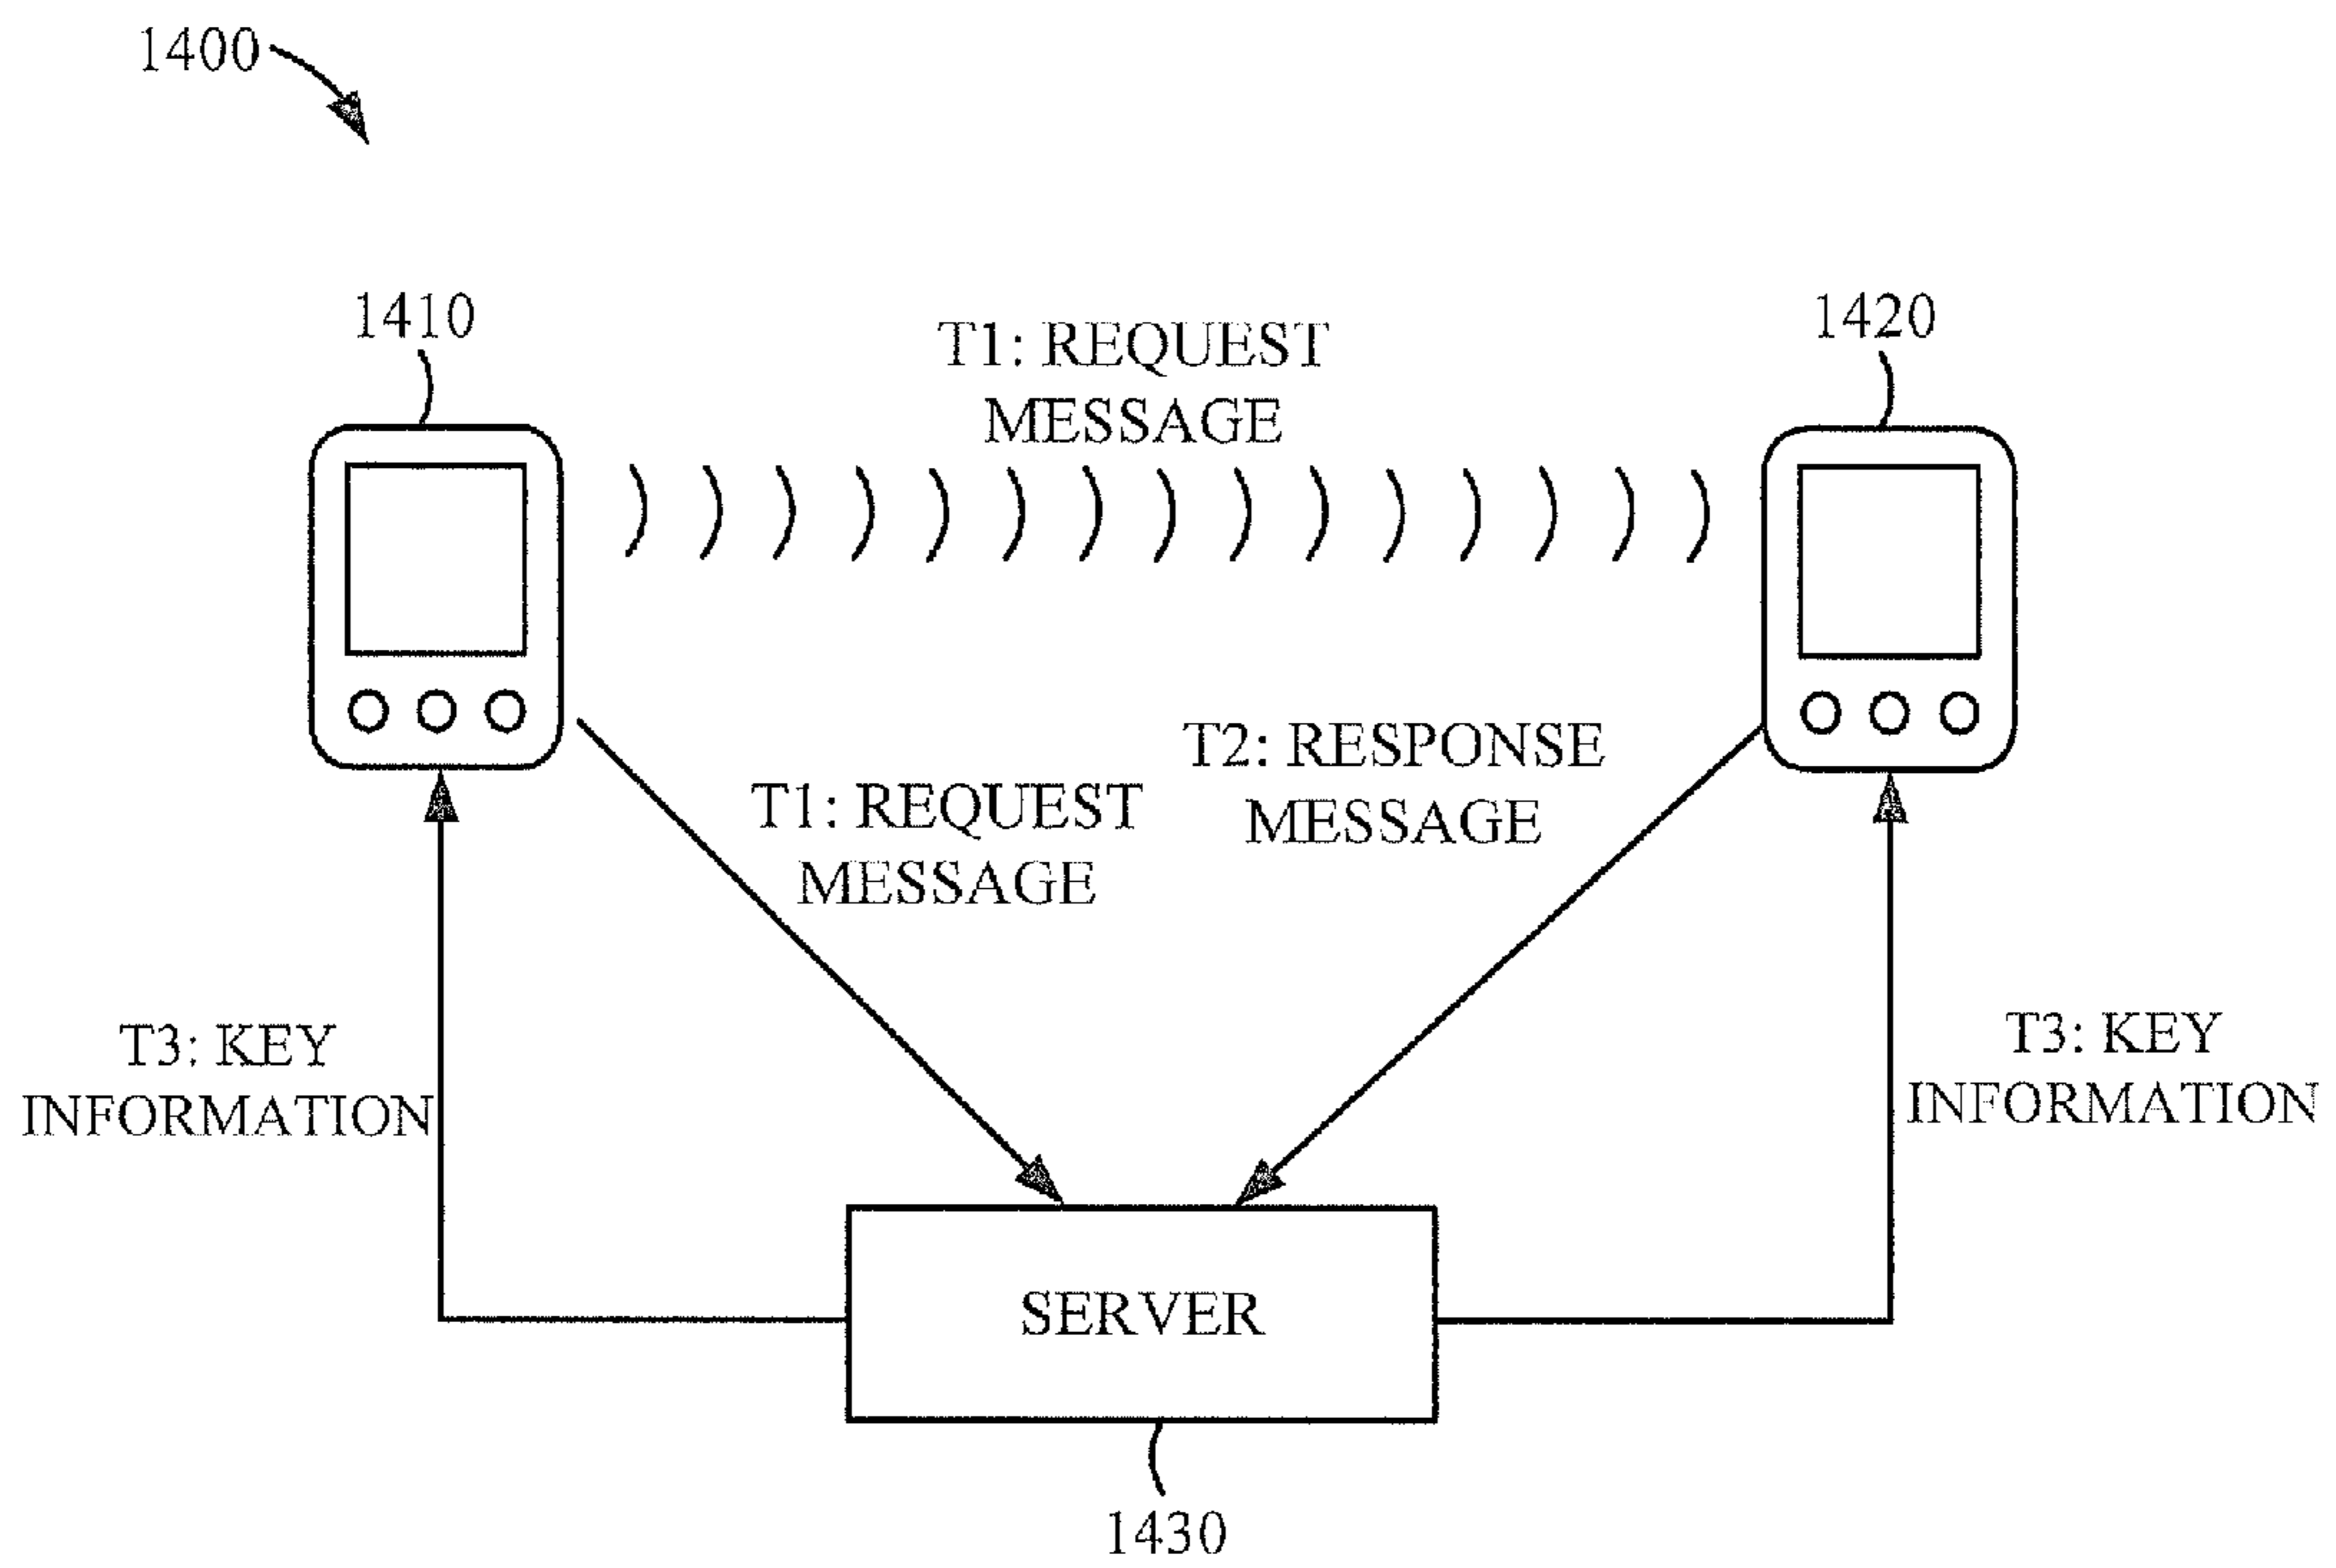 1400
1410
T1: REQUEST
MESSAGE
1420
T1: REQUEST
MESSAGE
T2: RESPONSE
MESSAGE
T3: KEY
INFORMATION
T3: KEY
INFORMATION
SERVER
1430